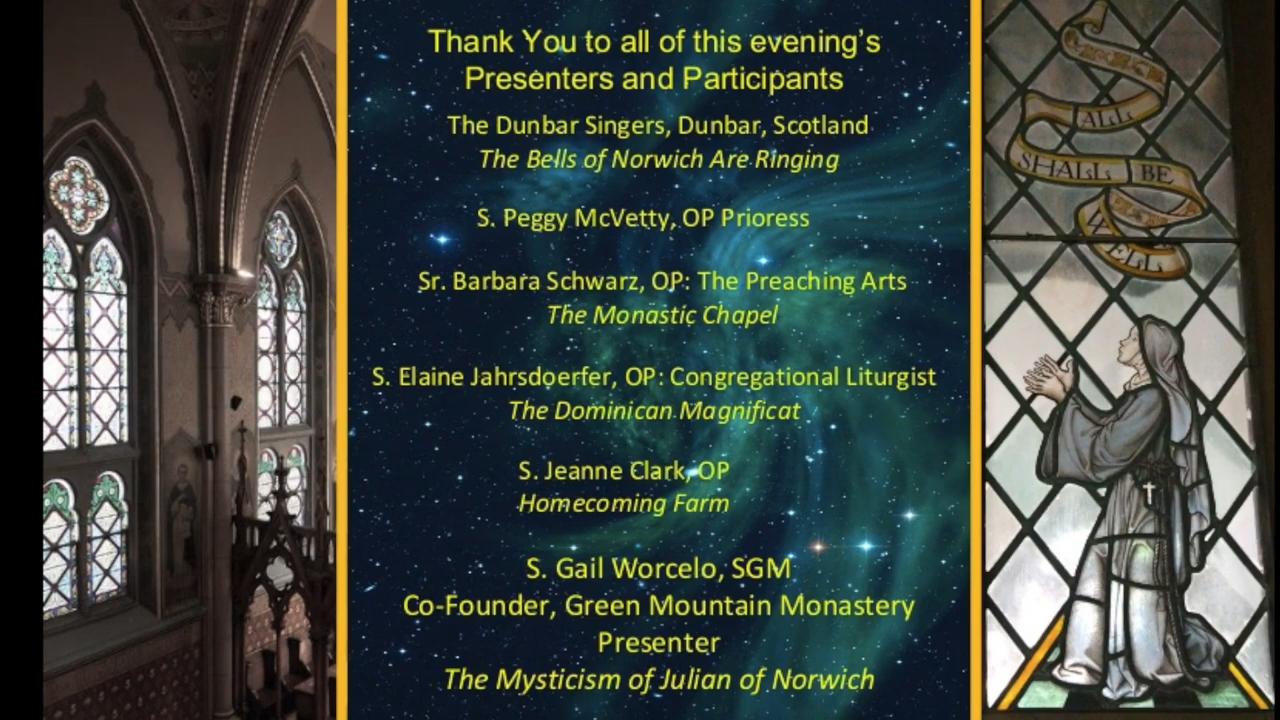 Thank You to all of this evening's
Presenters and Participants
The Dunbar Singers, Dunbar, Scotland
The Bells of Norwich Are Ringing
S. Peggy McVetty, OP Prioress
Sr. Barbara Schwarz, OP: The Preaching Arts
The Monastic Chapel
S. Elaine Jahrsdoerfer, OP: Congregational Liturgist
The Dominican Magnificat
S. Jeanne Clark, OP
Homecoming Farm
S. Gail Worcelo, SGM
Co-Founder, Green Mountain Monastery
Presenter
The Mysticism of Julian of Norwich
ALL
SHALL BE
WELL